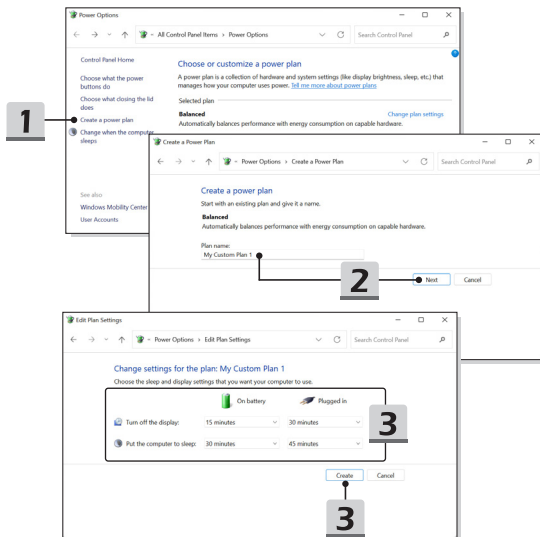 Power Options
All Control Panel Items › Power Options
Search Control Panel
Control Panel Home
Choose what the power
buttons do
Choose what closing the lid
does
Create a power plan
Change when the computer
sleeps
See also
Windows Mobility Center
User Accounts
Choose or customize a power plan
A power plan is a collection of hardware and system settings (like display brightness, sleep, etc.) that
manages how your computer uses power. Tell me more about power plans
Selected plan
Balanced
Change plan settings
Automatically balances performance with energy consumption on capable hardware.
1
Create a Power Plan
Power Options › Create a Power Plan
Search Control Panel
Create a power plan
Start with an existing plan and give it a name.
Balanced
Automatically balances performance with energy consumption on capable hardware.
Plan name:
My Custom Plan 1
2
Next Cancel
Edit Plan Settings
Power Options › Edit Plan Settings
Search Control Panel
Change settings for the plan: My Custom Plan 1
Choose the sleep and display settings that you want your computer to use.
On battery Plugged in
Turn off the display: 15 minutes 30 minutes
Put the computer to sleep: 30 minutes 45 minutes
3
Create Cancel
3